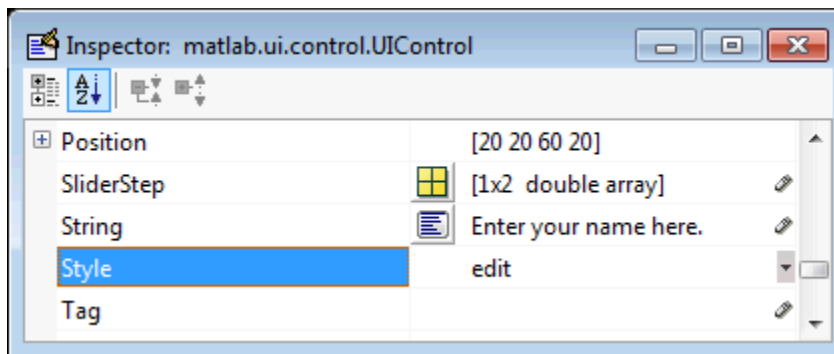 Inspector: matlab.ui.control.UIControl
A
Z
Position [20 20 60 20]
SliderStep [1x2 double array]
String Enter your name here.
Style edit
Tag